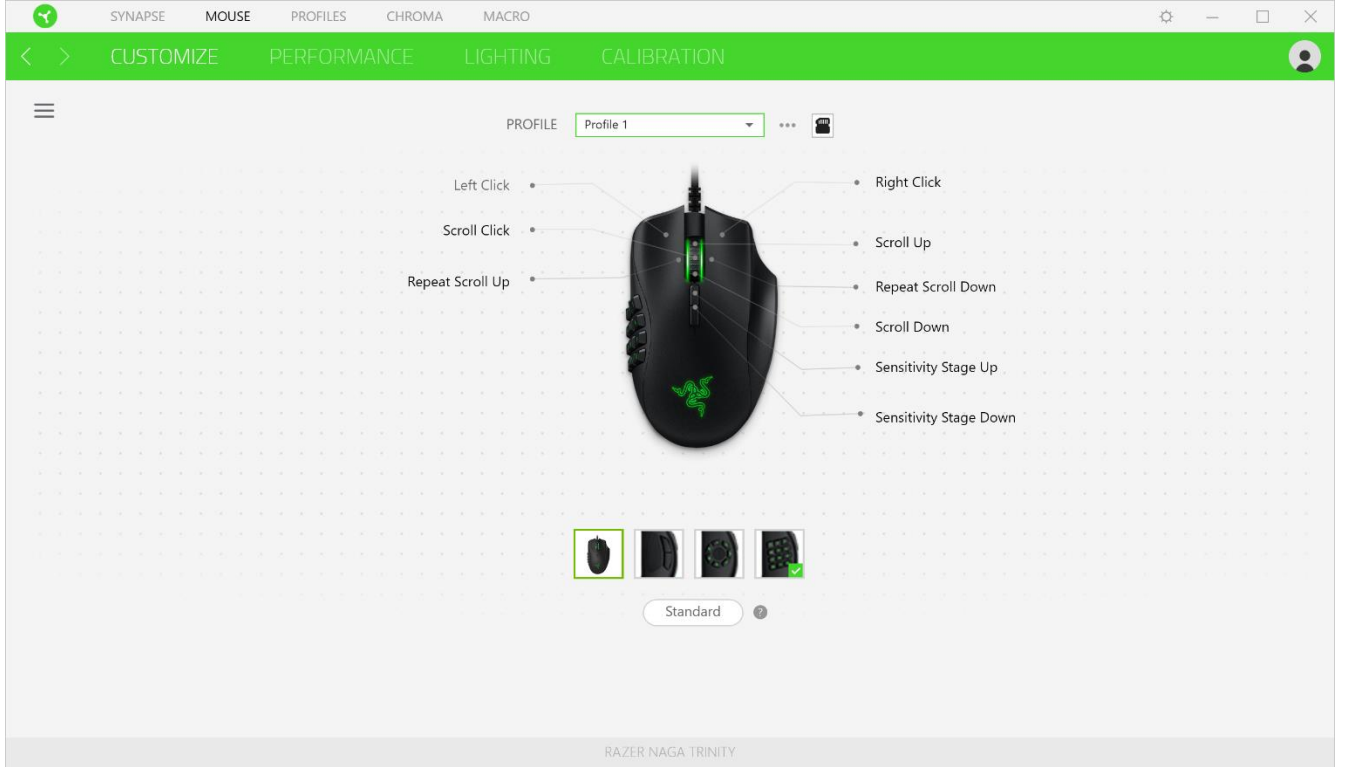 SYNAPSE MOUSE PROFILES CHROMA MACRO
CUSTOMIZE PERFORMANCE LIGHTING CALIBRATION
PROFILE Profile 1
Left Click
Right Click
Scroll Click
Scroll Up
Repeat Scroll Up
Repeat Scroll Down
Scroll Down
Sensitivity Stage Up
Sensitivity Stage Down
Standard ?
RAZER NAGA TRINITY